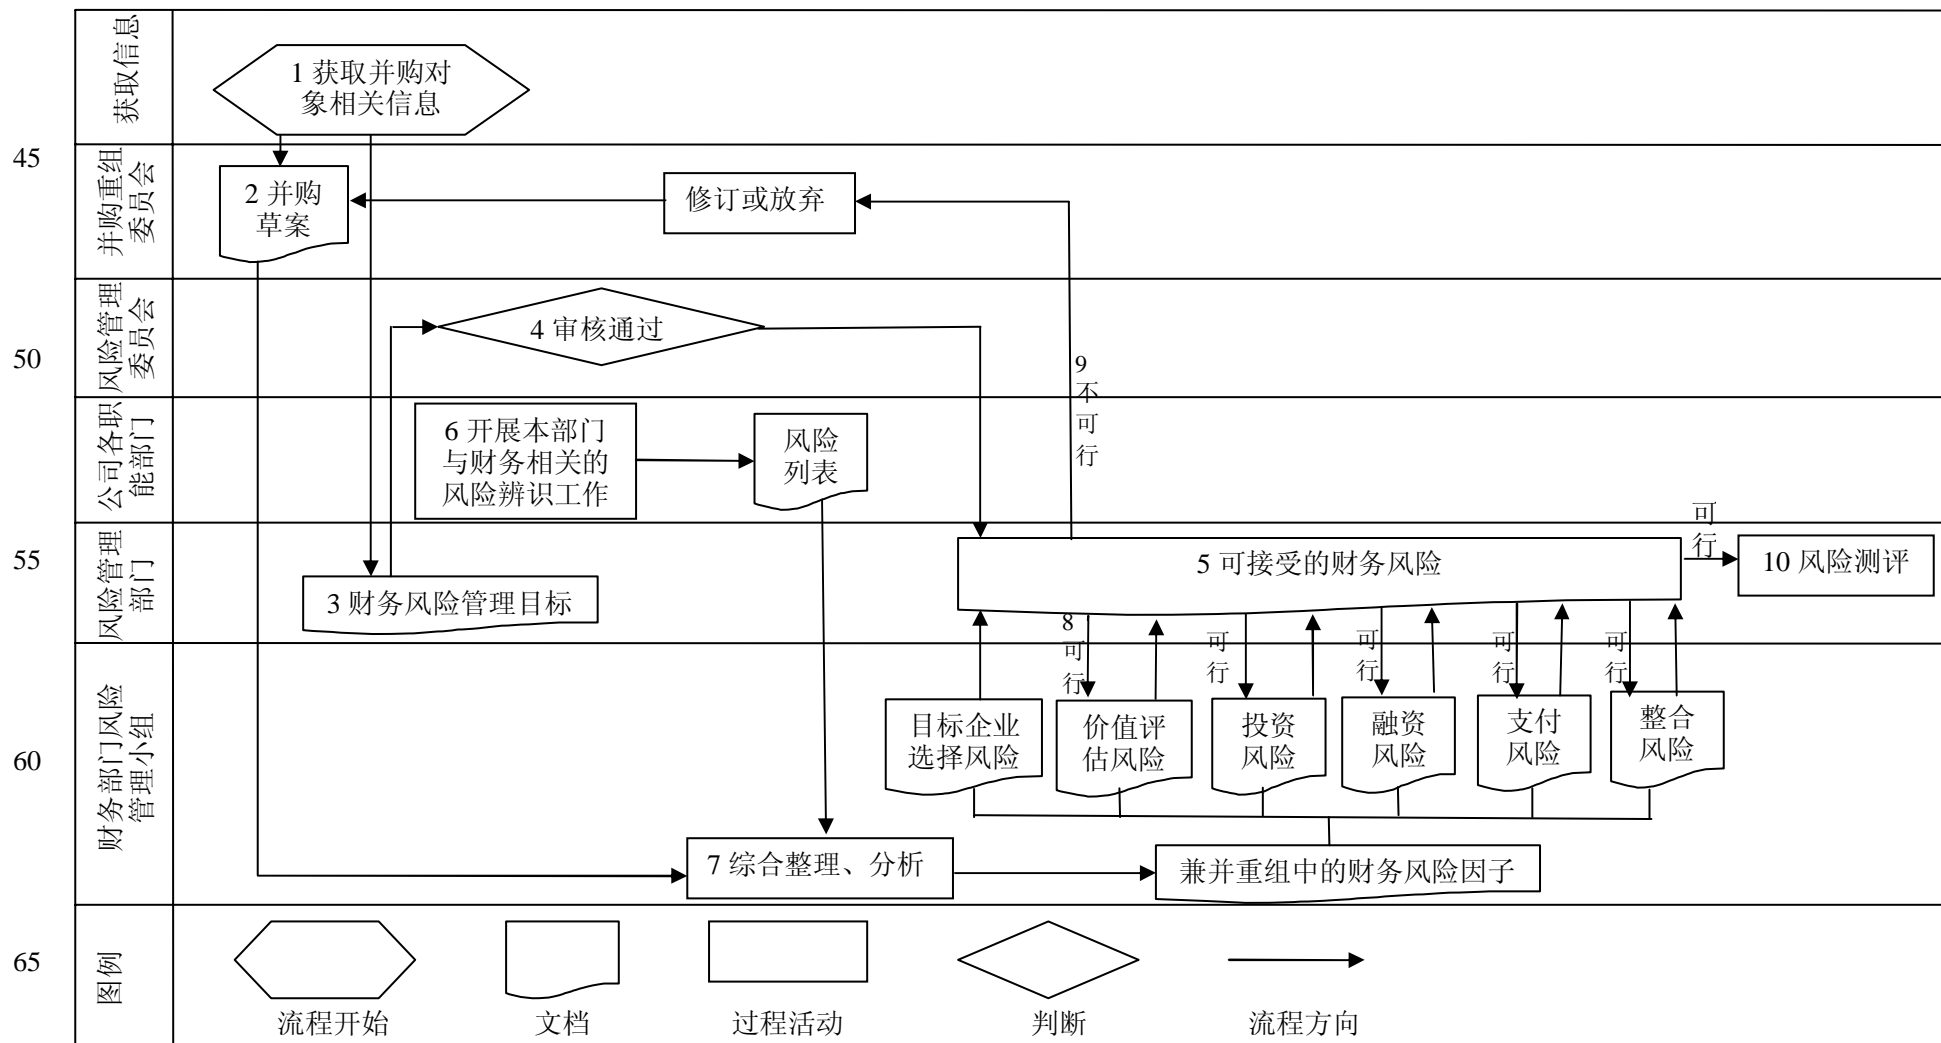 获取信息
1 获取并购对
象相关信息
45
并购重组
委员会
2 并购
草案
修订或放弃
风险管理
委员会
4 审核通过
50
9
不
可
行
公司各职
能部门
6 开展本部门
与财务相关的
风险辨识工作
风险
列表
55
风险管理
部门
3 财务风险管理目标
5 可接受的财务风险
可
行
10 风险测评
8
可
行
可
行
可
行
可
行
可
行
60
财务部门风险
管理小组
目标企业
选择风险
价值评
估风险
投资
风险
融资
风险
支付
风险
整合
风险
7 综合整理、分析
兼并重组中的财务风险因子
65
图例
流程开始
文档
过程活动
判断
流程方向